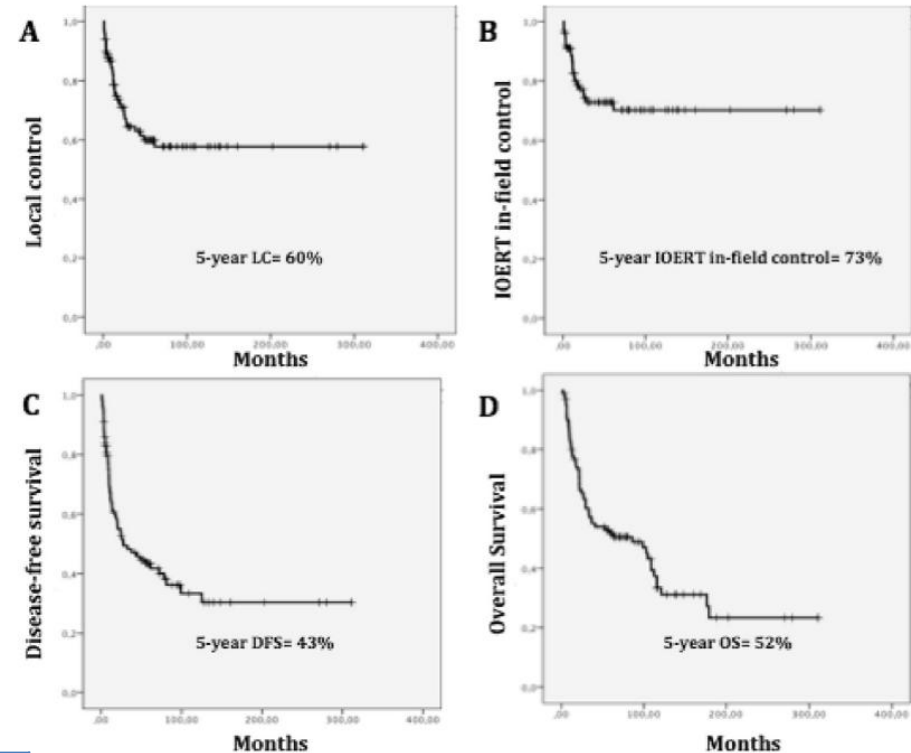 A
Local control
1,0
0,8
0,6
0,4
0,2
0,0
5-year LC= 60%
,00 100,00 200,00 300,00 400,00
Months
B
IOERT in-field control
1,0
0,8
0,6
0,4
0,2
0,0
5-year IOERT in-field control= 73%
,00 100,00 200,00 300,00 400,00
Months
C
Disease-free survival
1,0
0,8
0,6
0,4
0,2
0,0
5-year DFS= 43%
,00 100,00 200,00 300,00 400,00
Months
D
Overall Survival
1,0
0,8
0,6
0,4
0,2
0,0
5-year OS= 52%
,00 100,00 200,00 300,00 400,00
Months